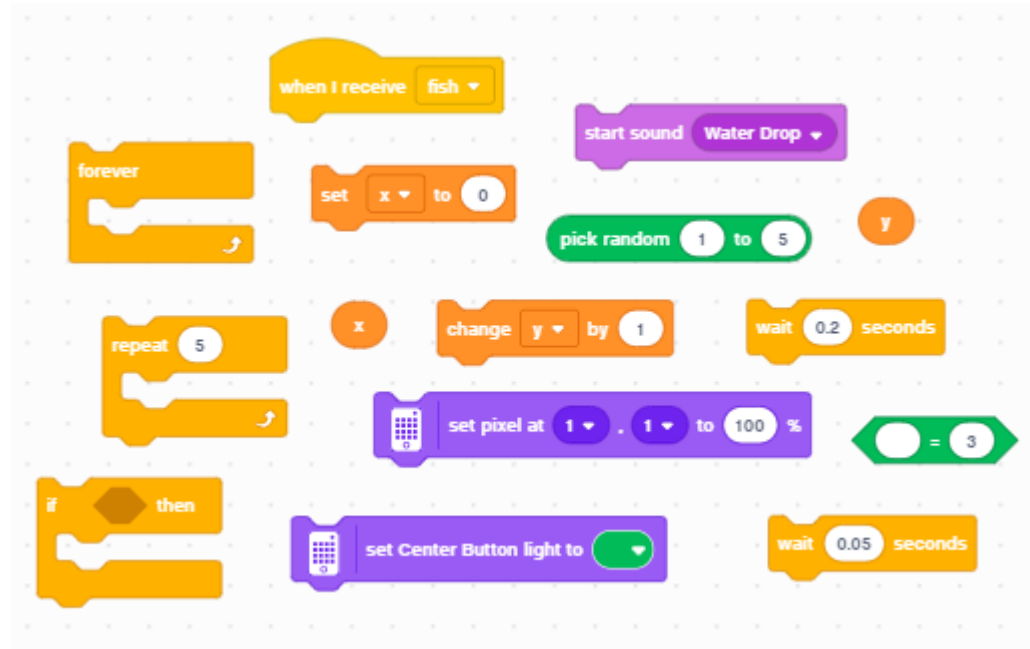 when I receive fish
start sound Water Drop
forever
set x to 0
pick random 1 to 5
y
repeat 5
x
change y by 1
wait 0.2 seconds
set pixel at 1 . 1 to 100 %
= 3
if then
set Center Button light to
wait 0.05 seconds